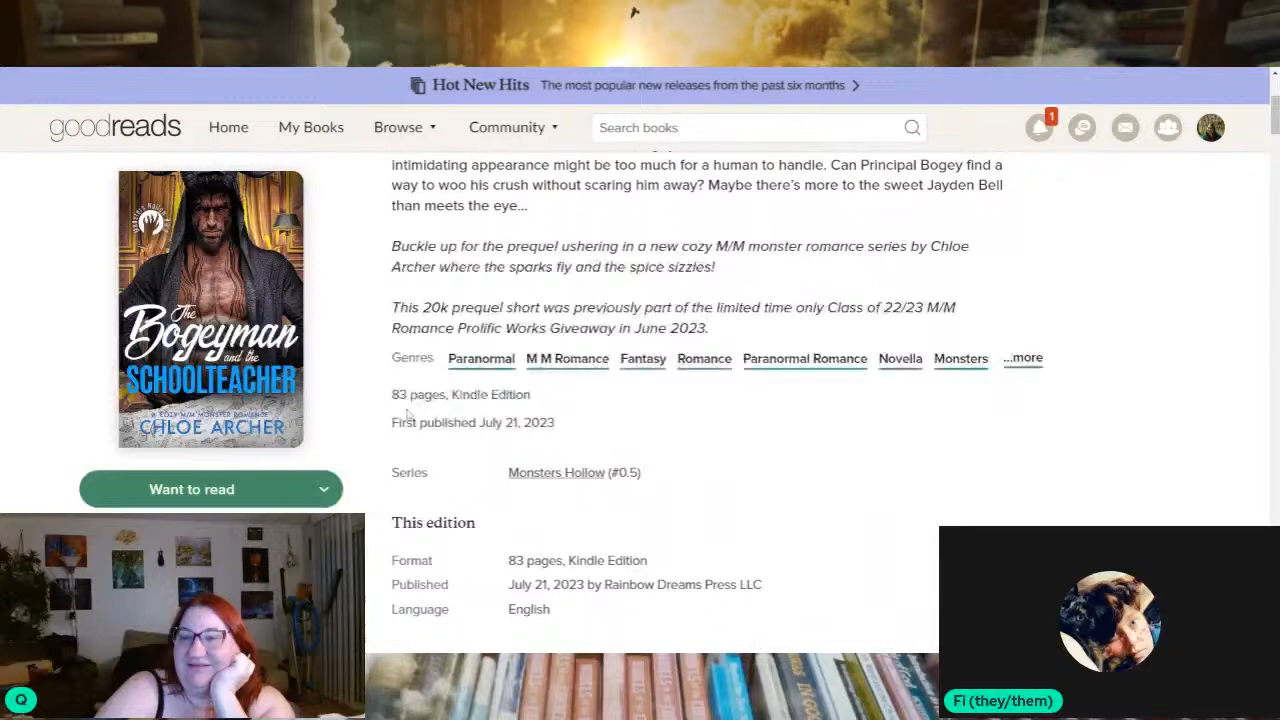 Hot New Hits The most popular new releases from the past six months
goodreads Home My Books Browse Community Search books 1
intimidating appearance might be too much for a human to handle. Can Principal Bogey find a
way to woo his crush without scaring him away? Maybe there's more to the sweet Jayden Bell
than meets the eye…
Buckle up for the prequel ushering in a new cozy M/M monster romance series by Chloe
Archer where the sparks fly and the spice sizzles!
This 20k prequel short was previously part of the limited time only Class of 22/23 M/M
Romance Prolific Works Giveaway in June 2023.
Genres Paranormal M M Romance Fantasy Romance Paranormal Romance Novella Monsters ...more
83 pages, Kindle Edition
First published July 21, 2023
Series Monsters Hollow (#0.5)
This edition
Format 83 pages, Kindle Edition
Published July 21, 2023 by Rainbow Dreams Press LLC
Language English
The
Bogeyman
and the
SCHOOLTEACHER
A COZY M/M MONSTER ROMANCE
CHLOE ARCHER
Want to read
Q
Fi (they/them)